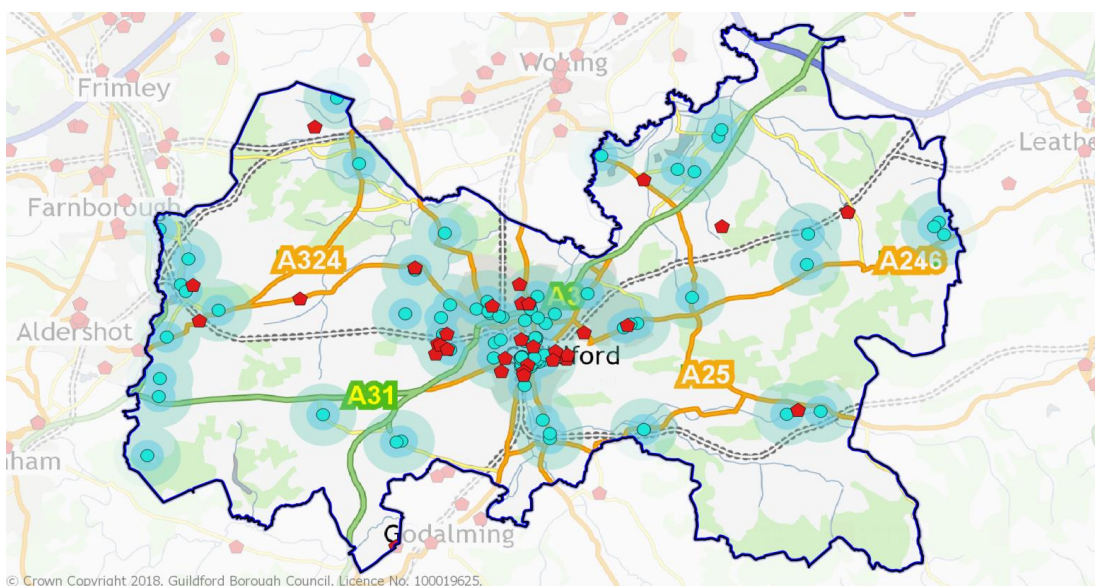 Woking
Frimley
Leathe
Farnborough
A324
A246
A3
Aldershot
ford
A25
A31
nham
Godalming
© Crown Copyright 2018. Guildford Borough Council. Licence No. 100019625.